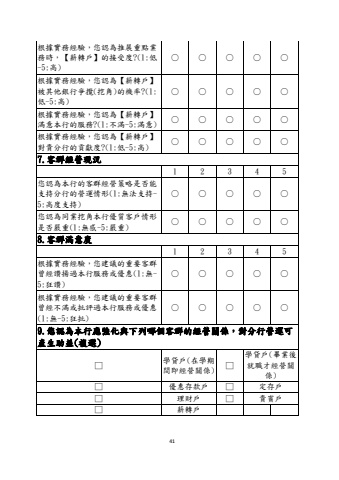 根據實務經驗，您認為推展重點業
務時，【薪轉戶】的接受度?(1:低
-5:高) ○ ○ ○ ○ ○
根據實務經驗，您認為【薪轉戶】
被其他銀行爭攬(挖角)的機率?(1:
低-5:高) ○ ○ ○ ○ ○
根據實務經驗，您認為【薪轉戶】
滿意本行的服務?(1:不滿-5:滿意) ○ ○ ○ ○ ○
根據實務經驗，您認為【薪轉戶】
對貴分行的貢獻度?(1:低-5:高) ○ ○ ○ ○ ○
7.客群經營現況
1 2 3 4 5
您認為本行的客群經營策略是否能
支持分行的營運情形(1:無法支持-
5:高度支持) ○ ○ ○ ○ ○
您認為同業挖角本行優質客戶情形
是否嚴重(1:無感-5:嚴重) ○ ○ ○ ○ ○
8.客群滿意度
1 2 3 4 5
根據實務經驗，您建議的重要客群
曾經讚揚過本行服務或優惠(1:無-
5:狂讚) ○ ○ ○ ○ ○
根據實務經驗，您建議的重要客群
曾經不滿或批評過本行服務或優惠
(1:無-5:狂批) ○ ○ ○ ○ ○
9.您認為本行應強化與下列哪個客群的經營關係，對分行營運可
產生助益(複選)
□ 學貸戶(在學期
間即經營關係)
□ 學貸戶(畢業後
就職才經營關
係)
□ 優惠存款戶 □ 定存戶
□ 理財戶 □ 貴賓戶
□ 薪轉戶
41